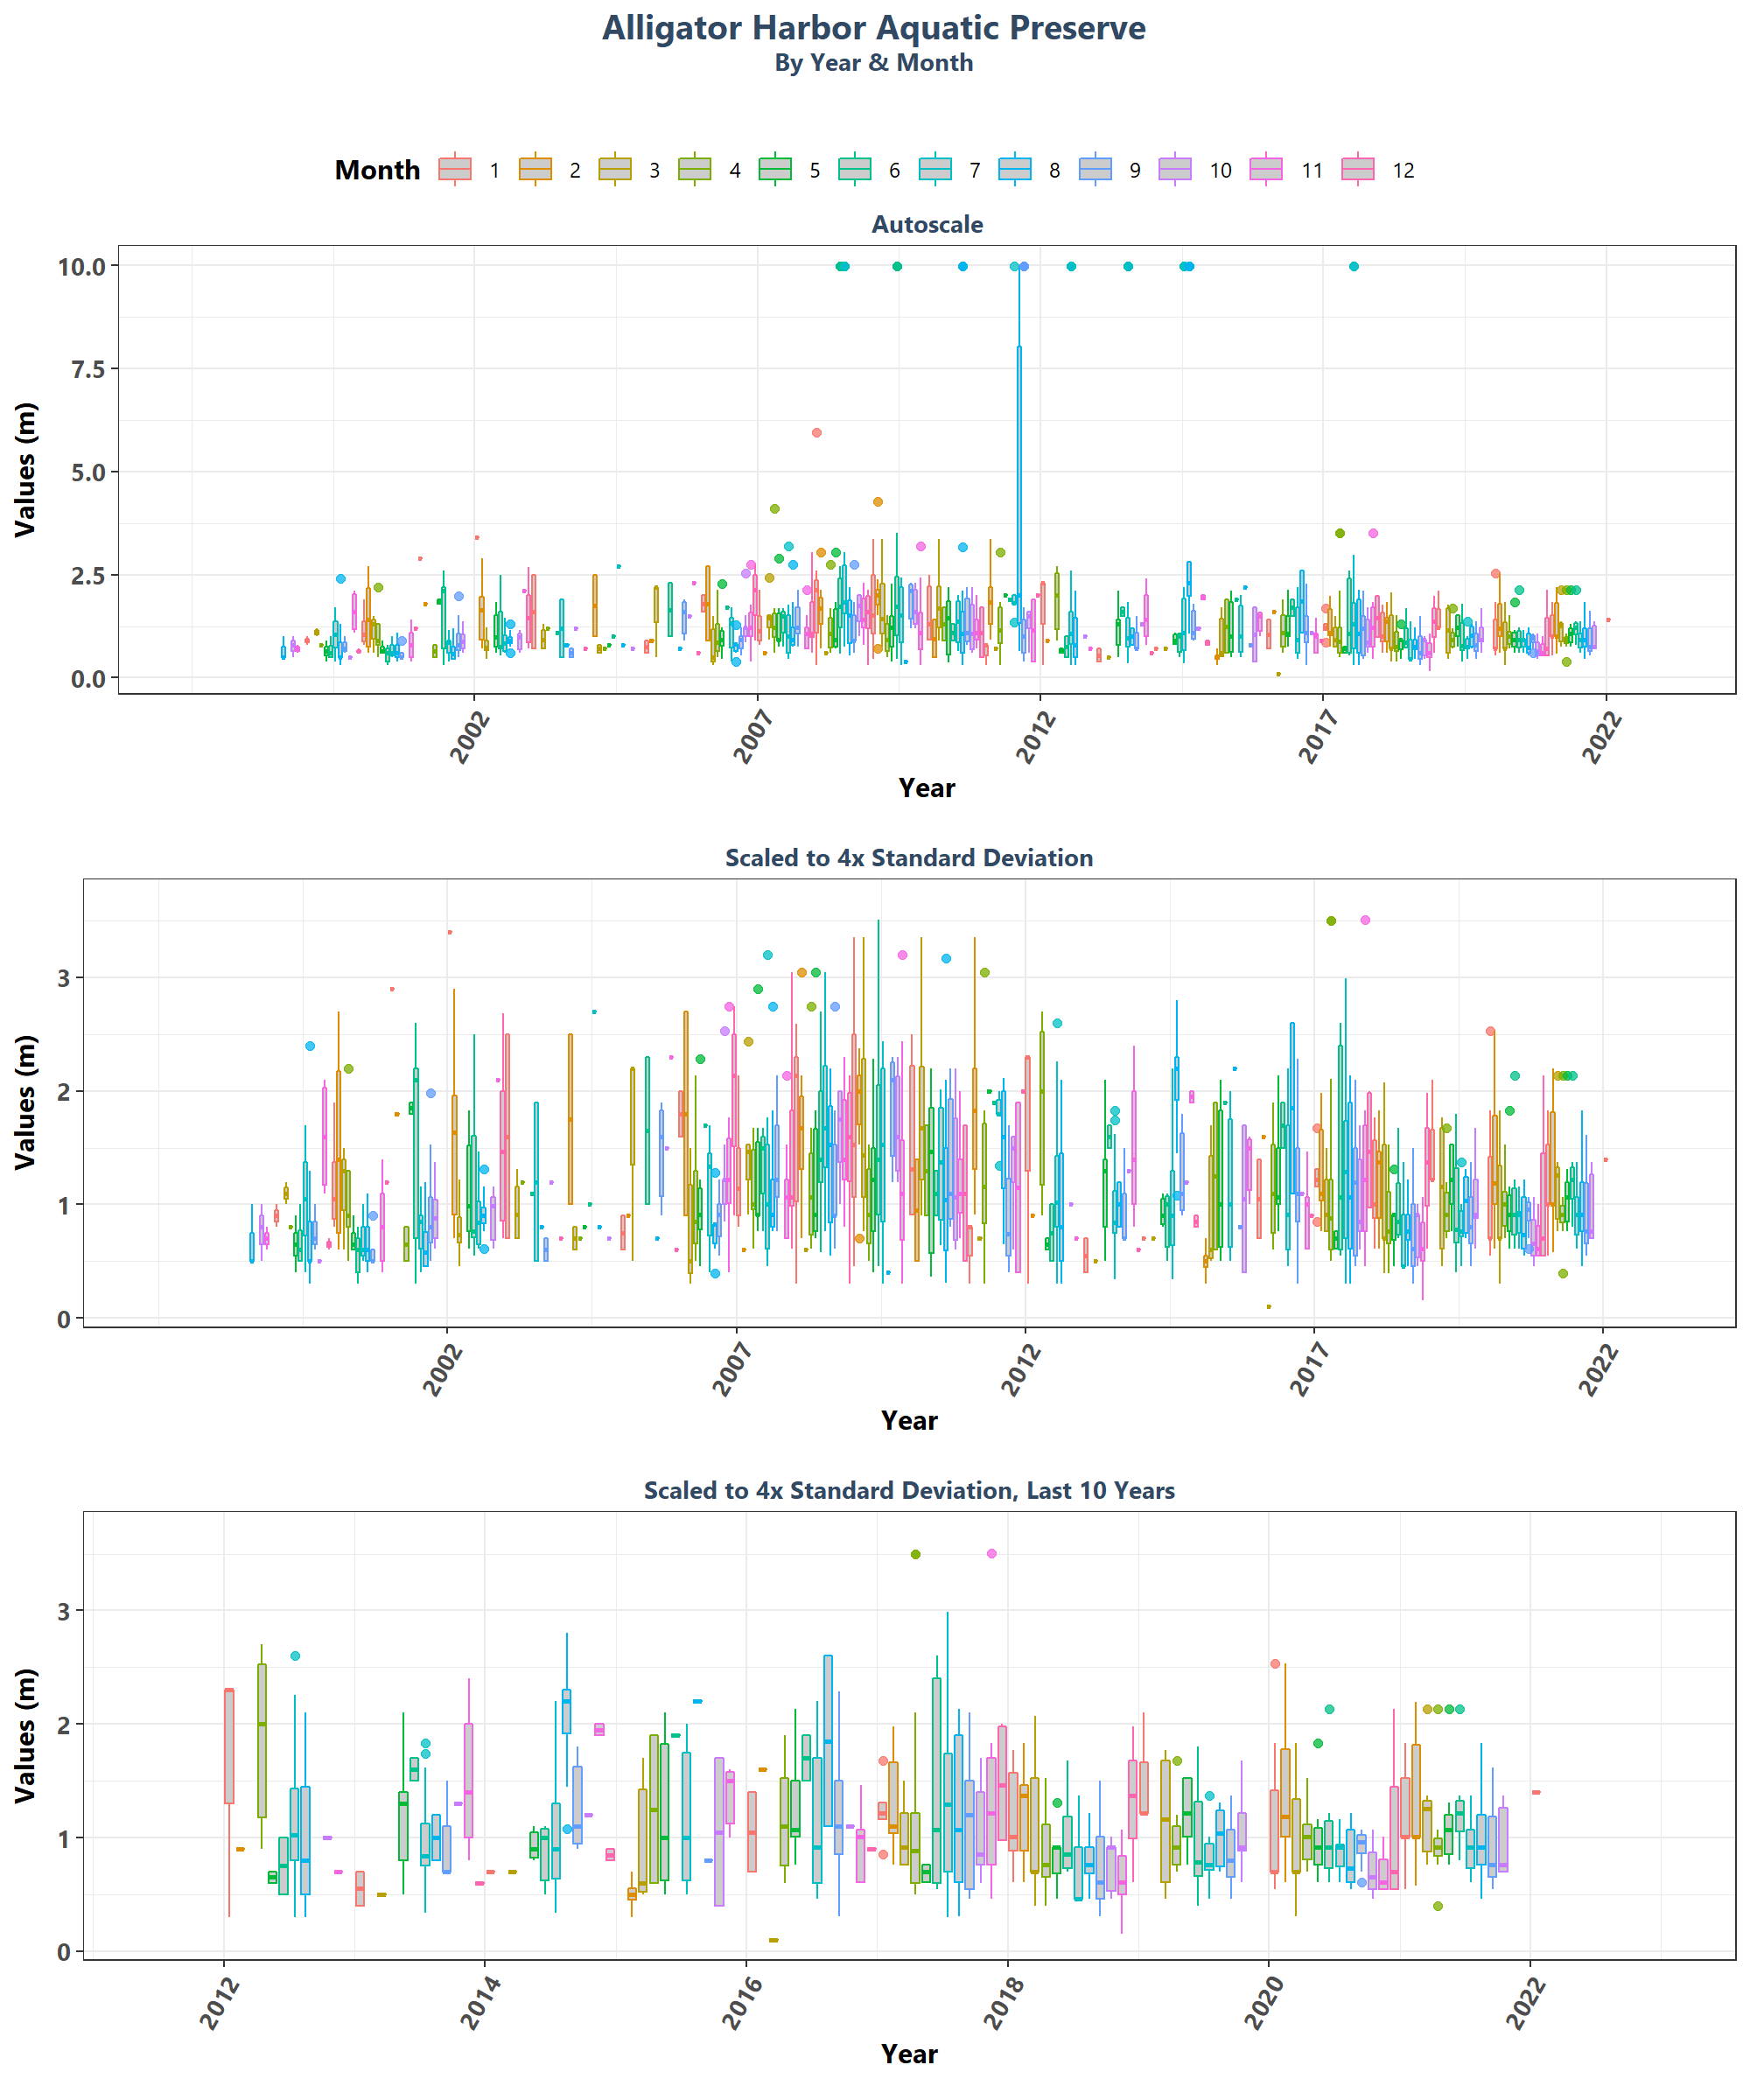 Alligator Harbor Aquatic Preserve
By Year & Month
Month 1 2 3 4 5 6 7 8 9 10 11 12
Autoscale
Values (m)
10.0
7.5
5.0
2.5
0.0
2002 2007 2012 2017 2022
Year
Scaled to 4x Standard Deviation
Values (m)
3
2
1
0
2002 2007 2012 2017 2022
Year
Scaled to 4x Standard Deviation, Last 10 Years
Values (m)
3
2
1
0
2012 2014 2016 2018 2020 2022
Year